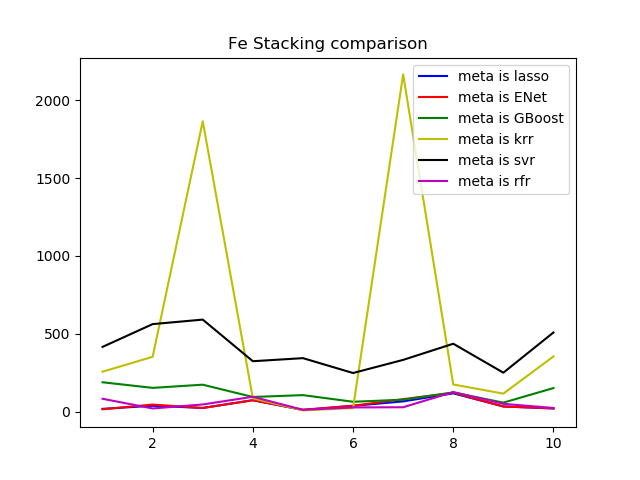 Fe Stacking comparison
meta is lasso
meta is ENet
meta is GBoost
meta is krr
meta is svr
meta is rfr
2000
1500
1000
500
0
2 4 6 8 10